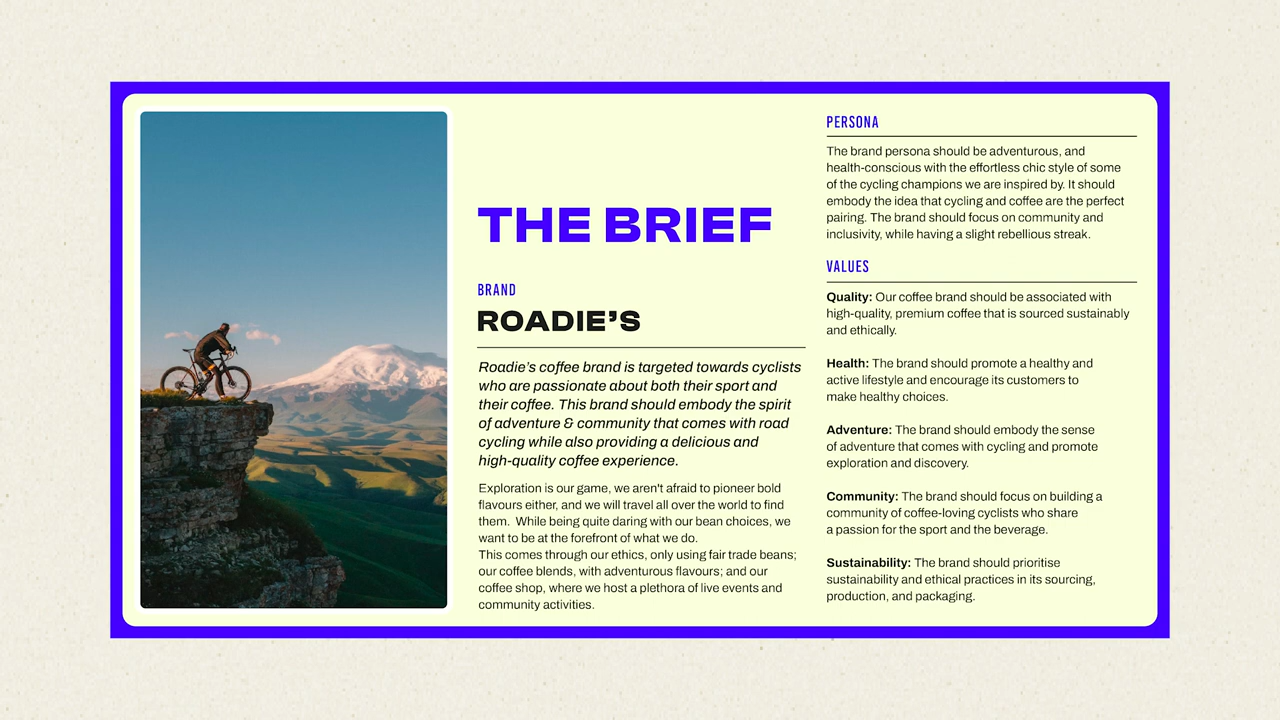 THE BRIEF
BRAND
ROADIE’S
Roadie’s coffee brand is targeted towards cyclists
who are passionate about both their sport and
their coffee. This brand should embody the spirit
of adventure & community that comes with road
cycling while also providing a delicious and
high-quality coffee experience.
Exploration is our game, we aren't afraid to pioneer bold
flavours either, and we will travel all over the world to find
them.  While being quite daring with our bean choices, we
want to be at the forefront of what we do.
This comes through our ethics, only using fair trade beans;
our coffee blends, with adventurous flavours; and our
coffee shop, where we host a plethora of live events and
community activities.
PERSONA
The brand persona should be adventurous, and
health-conscious with the effortless chic style of some
of the cycling champions we are inspired by. It should
embody the idea that cycling and coffee are the perfect
pairing. The brand should focus on community and
inclusivity, while having a slight rebellious streak.
VALUES
Quality: Our coffee brand should be associated with
high-quality, premium coffee that is sourced sustainably
and ethically.
Health: The brand should promote a healthy and
active lifestyle and encourage its customers to
make healthy choices.
Adventure: The brand should embody the sense
of adventure that comes with cycling and promote
exploration and discovery.
Community: The brand should focus on building a
community of coffee-loving cyclists who share
a passion for the sport and the beverage.
Sustainability: The brand should prioritise
sustainability and ethical practices in its sourcing,
production, and packaging.